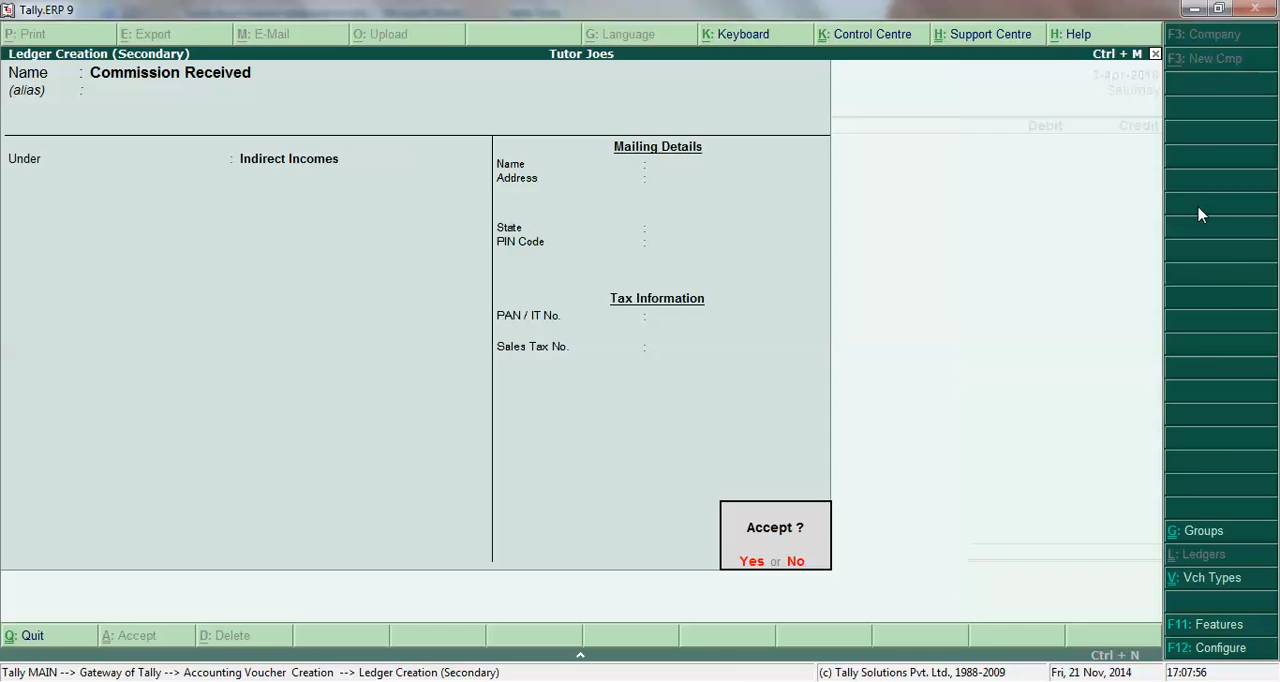 Tally.ERP 9
P: Print E: Export M: E-Mail O: Upload G: Language K: Keyboard K: Control Centre H: Support Centre H: Help
F3: Company
Ledger Creation (Secondary) Tutor Joes Ctrl + M
F3: New Cmp
Name : Commission Received
(alias) :
Debit Credit
Under : Indirect Incomes
Mailing Details
Name :
Address :
State :
PIN Code :
Tax Information
PAN / IT No. :
Sales Tax No. :
Accept ?
Yes or No
G: Groups
L: Ledgers
V: Vch Types
F11: Features
F12: Configure
Q: Quit A: Accept D: Delete
Ctrl + N
Tally MAIN --> Gateway of Tally --> Accounting Voucher Creation --> Ledger Creation (Secondary) (c) Tally Solutions Pvt. Ltd., 1988-2009 Fri, 21 Nov, 2014 17:07:56